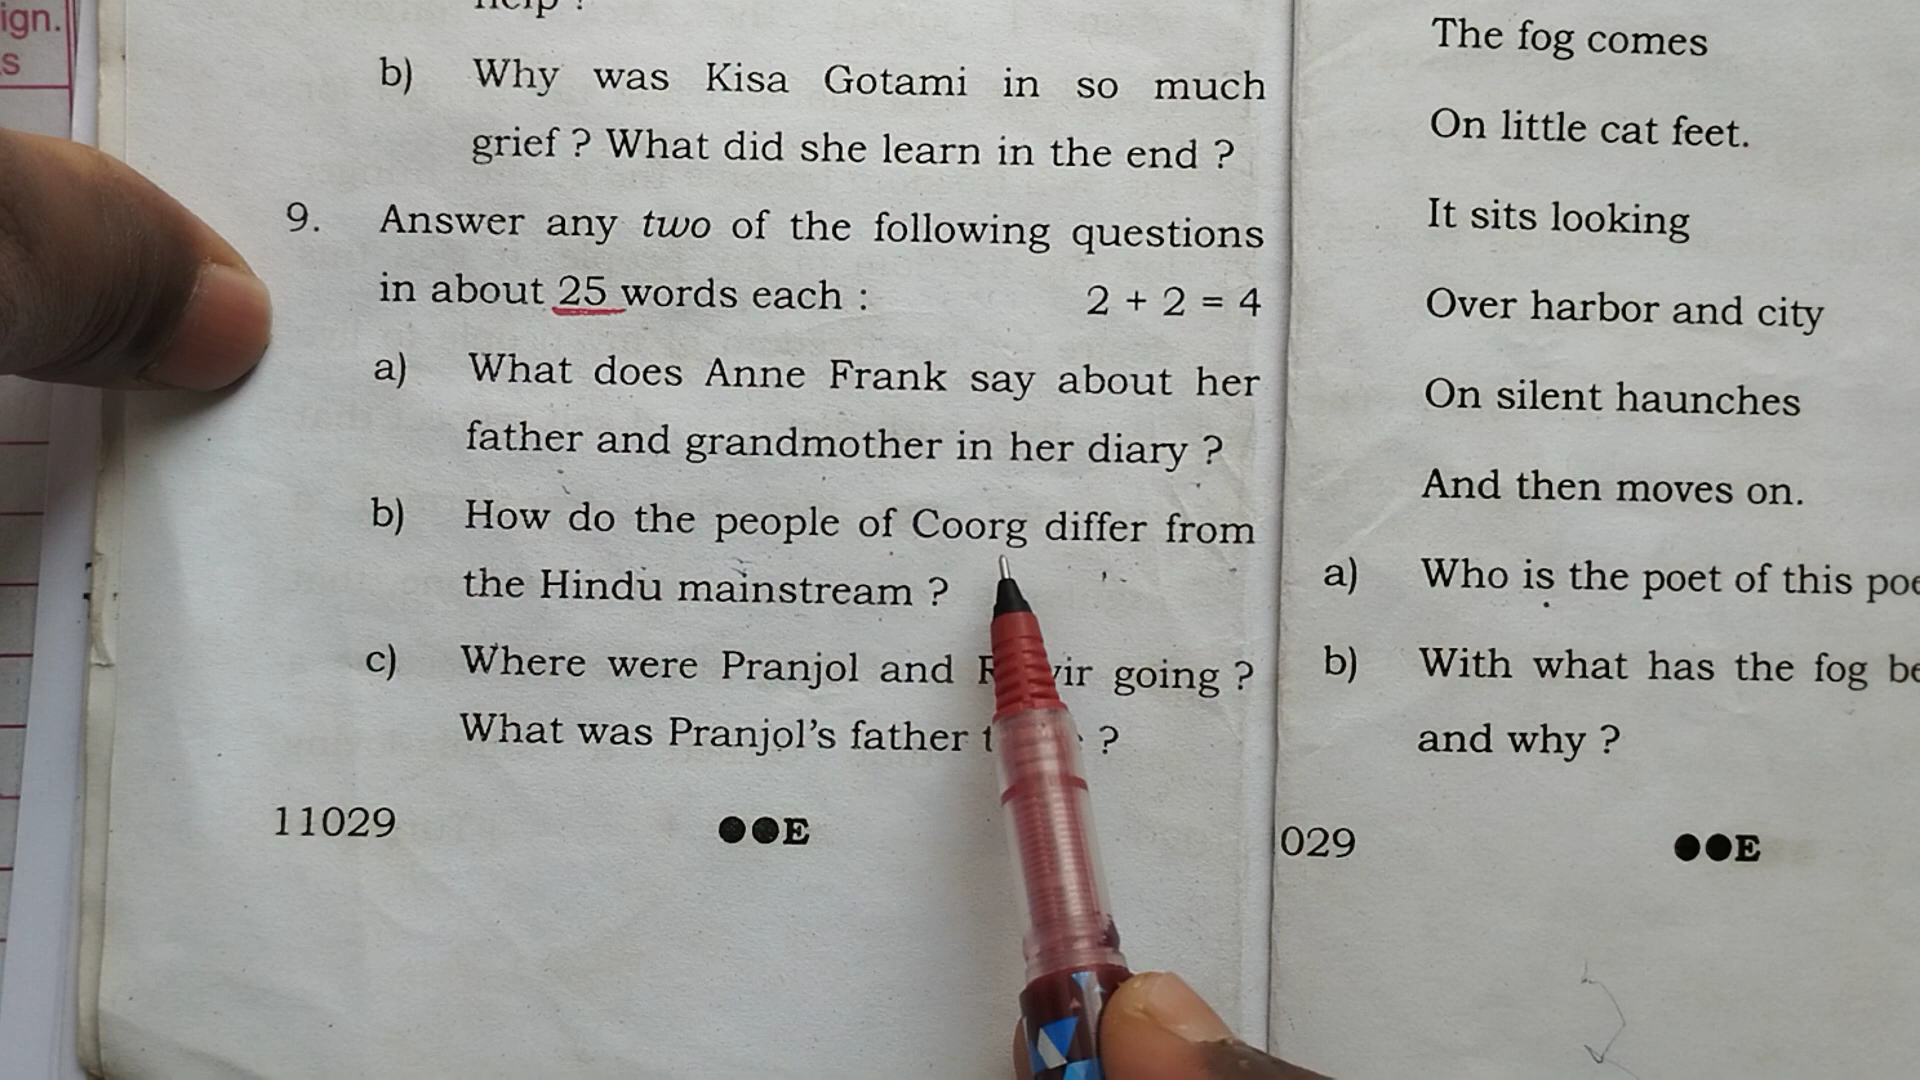 ign.
s
help ?
b) Why was Kisa Gotami in so much
grief ? What did she learn in the end ?
9. Answer any two of the following questions
in about 25 words each : 2 + 2 = 4
a) What does Anne Frank say about her
father and grandmother in her diary ?
b) How do the people of Coorg differ from
the Hindu mainstream ?
c) Where were Pranjol and going ?
What was Pranjol's father ?
11029 ●●E
The fog comes
On little cat feet.
It sits looking
Over harbor and city
On silent haunches
And then moves on.
a) Who is the poet of this
b) With what has the fog
and why ?
029 ●●E